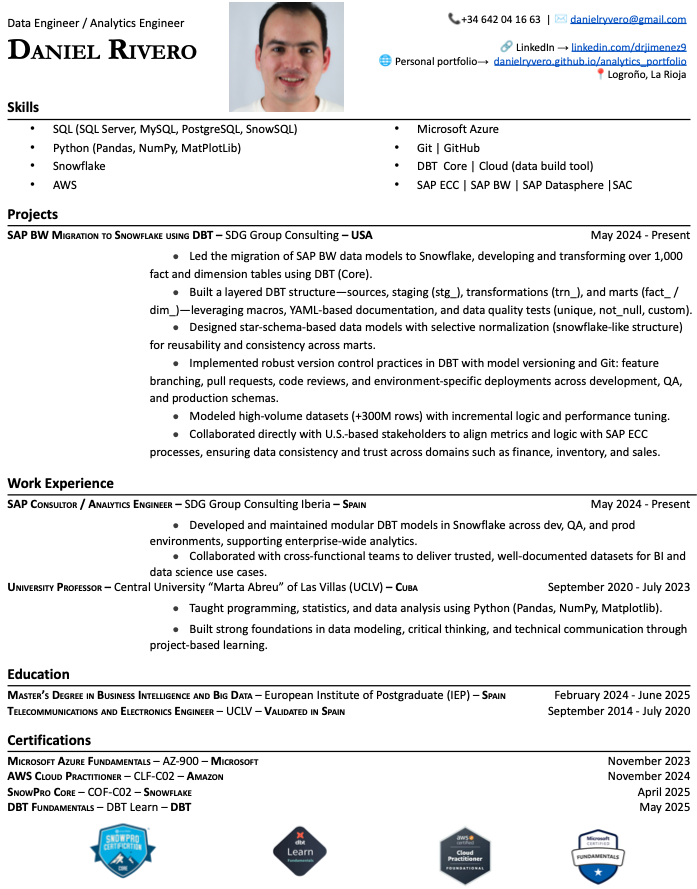 Data Engineer / Analytics Engineer
DANIEL RIVERO
📞+34 642 04 16 63 | ✉️ danielryvero@gmail.com
🔗 LinkedIn → linkedin.com/drjimenez9
🌐 Personal portfolio→ danielryvero.github.io/analytics_portfolio
📍Logroño, La Rioja
Skills
• SQL (SQL Server, MySQL, PostgreSQL, SnowSQL)
• Python (Pandas, NumPy, MatPlotLib)
• Snowflake
• AWS
• Microsoft Azure
• Git | GitHub
• DBT Core | Cloud (data build tool)
• SAP ECC | SAP BW | SAP Datasphere |SAC
Projects
SAP BW MIGRATION TO SNOWFLAKE USING DBT – SDG Group Consulting – USA May 2024 - Present
● Led the migration of SAP BW data models to Snowflake, developing and transforming over 1,000
fact and dimension tables using DBT (Core).
● Built a layered DBT structure—sources, staging (stg_), transformations (trn_), and marts (fact_ /
dim_)—leveraging macros, YAML-based documentation, and data quality tests (unique, not_null, custom).
● Designed star-schema-based data models with selective normalization (snowflake-like structure)
for reusability and consistency across marts.
● Implemented robust version control practices in DBT with model versioning and Git: feature
branching, pull requests, code reviews, and environment-specific deployments across development, QA,
and production schemas.
● Modeled high-volume datasets (+300M rows) with incremental logic and performance tuning.
● Collaborated directly with U.S.-based stakeholders to align metrics and logic with SAP ECC
processes, ensuring data consistency and trust across domains such as finance, inventory, and sales.
Work Experience
SAP CONSULTOR / ANALYTICS ENGINEER – SDG Group Consulting Iberia – SPAIN May 2024 - Present
● Developed and maintained modular DBT models in Snowflake across dev, QA, and prod
environments, supporting enterprise-wide analytics.
● Collaborated with cross-functional teams to deliver trusted, well-documented datasets for BI and
data science use cases.
UNIVERSITY PROFESSOR – Central University “Marta Abreu” of Las Villas (UCLV) – CUBA September 2020 - July 2023
● Taught programming, statistics, and data analysis using Python (Pandas, NumPy, Matplotlib).
● Built strong foundations in data modeling, critical thinking, and technical communication through
project-based learning.
Education
MASTER’S DEGREE IN BUSINESS INTELLIGENCE AND BIG DATA – European Institute of Postgraduate (IEP) – SPAIN February 2024 - June 2025
TELECOMMUNICATIONS AND ELECTRONICS ENGINEER – UCLV – VALIDATED IN SPAIN September 2014 - July 2020
Certifications
MICROSOFT AZURE FUNDAMENTALS – AZ-900 – MICROSOFT November 2023
AWS CLOUD PRACTITIONER – CLF-C02 – AMAZON November 2024
SNOWPRO CORE – COF-C02 – SNOWFLAKE April 2025
DBT FUNDAMENTALS – DBT Learn – DBT May 2025
SNOWPRO
CERTIFICATION
CORE
dbt
Learn
Fundamentals
aws
certified
Cloud
Practitioner
FOUNDATIONAL
Microsoft
CERTIFIED
FUNDAMENTALS